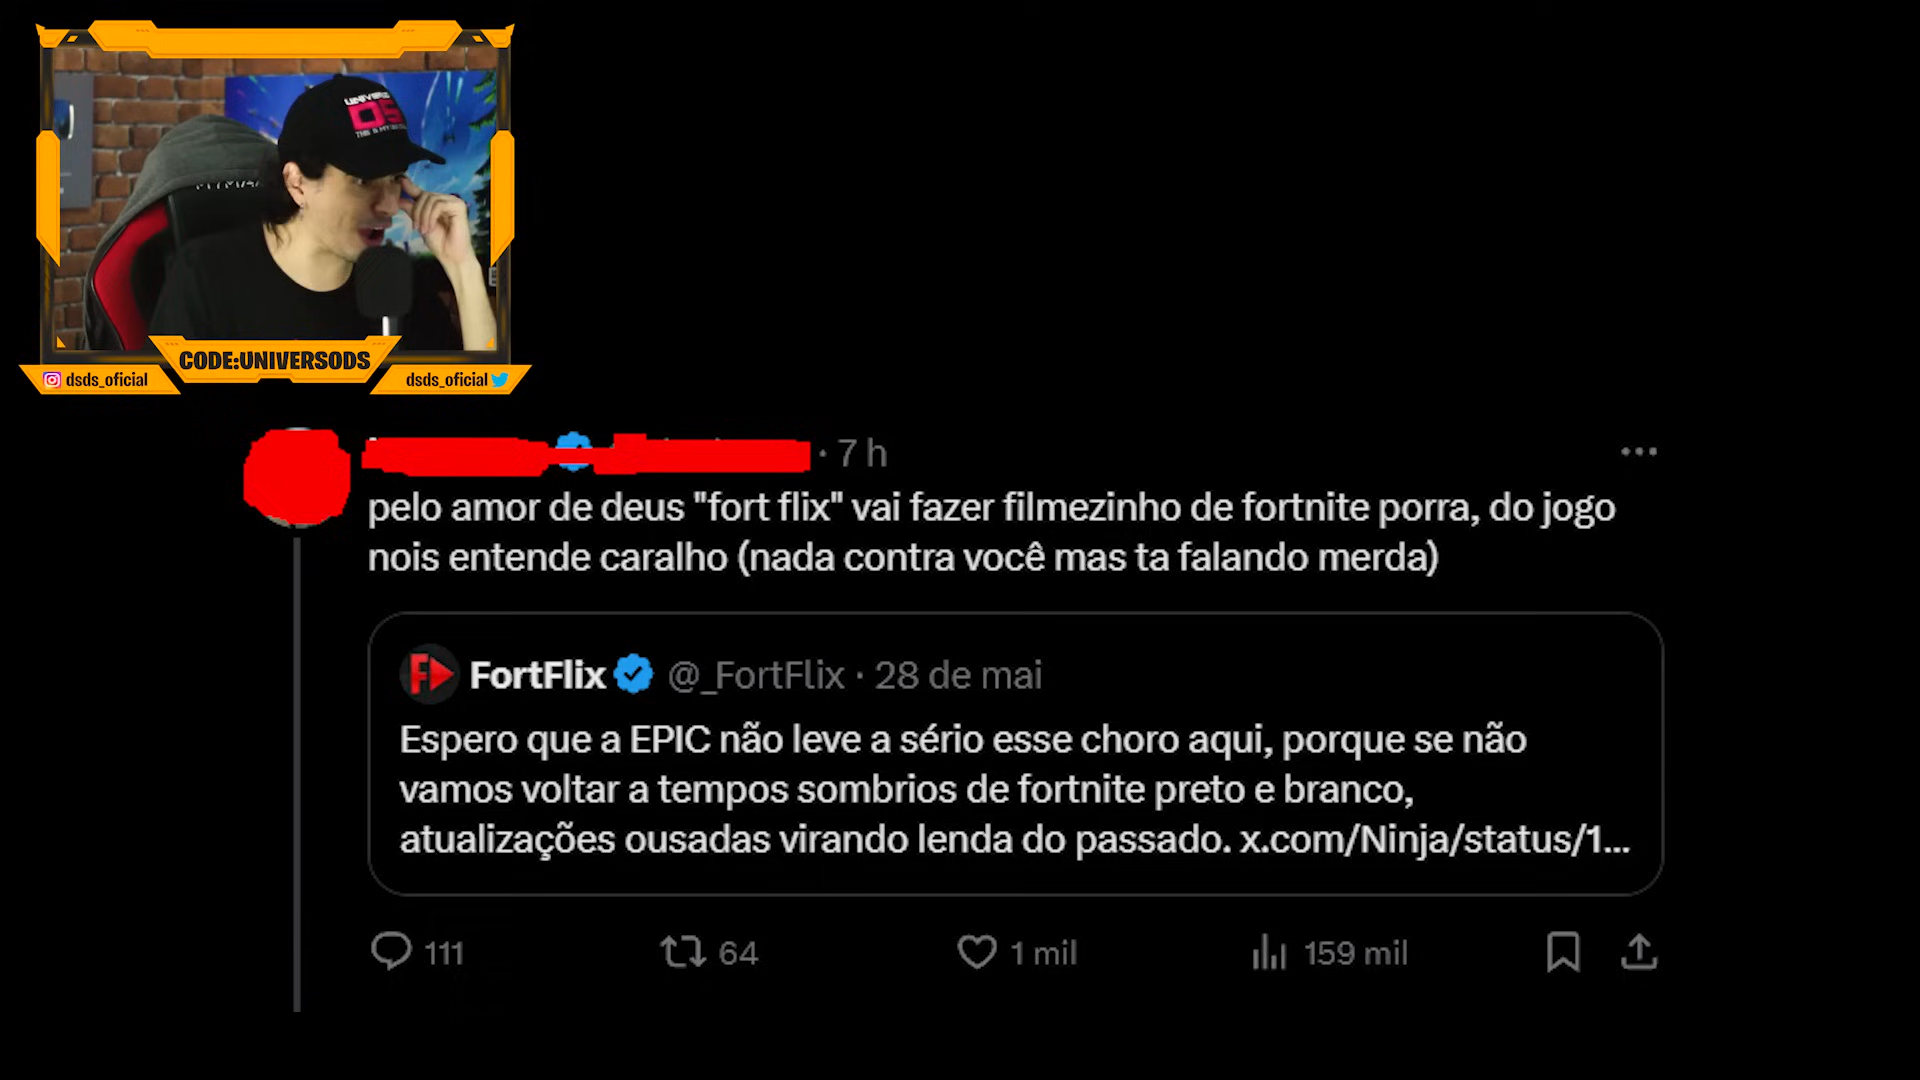 UNIVERS
DS
CODE:UNIVERSODS
dsds_oficial
dsds_oficial
· 7 h
pelo amor de deus "fort flix" vai fazer filmezinho de fortnite porra, do jogo
nois entende caralho (nada contra você mas ta falando merda)
FortFlix @_FortFlix · 28 de mai
Espero que a EPIC não leve a sério esse choro aqui, porque se não
vamos voltar a tempos sombrios de fortnite preto e branco,
atualizações ousadas virando lenda do passado. x.com/Ninja/status/1...
111 64 1 mil 159 mil